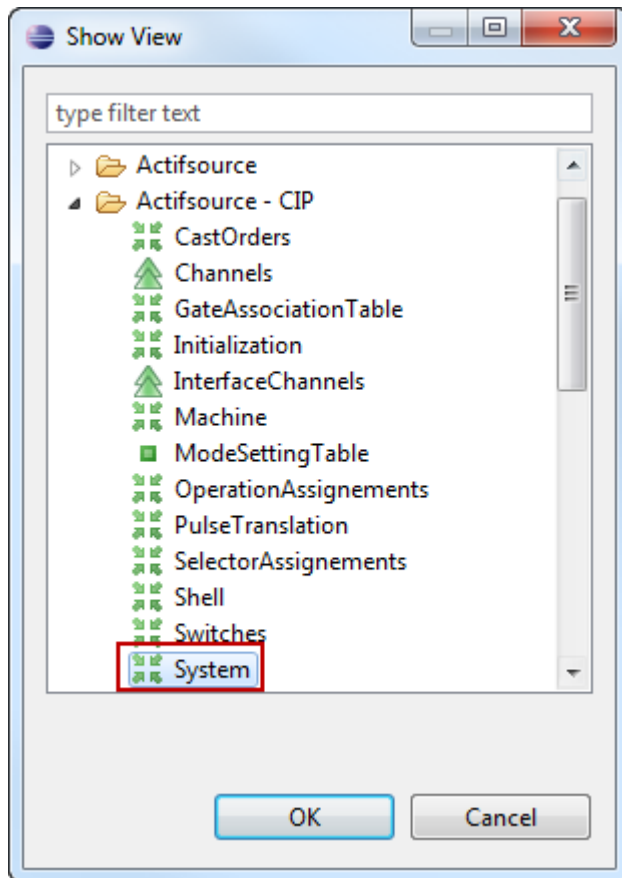 Show View
type filter text
Actifsource
Actifsource - CIP
CastOrders
Channels
GateAssociationTable
Initialization
InterfaceChannels
Machine
ModeSettingTable
OperationAssignements
PulseTranslation
SelectorAssignements
Shell
Switches
System
OK Cancel